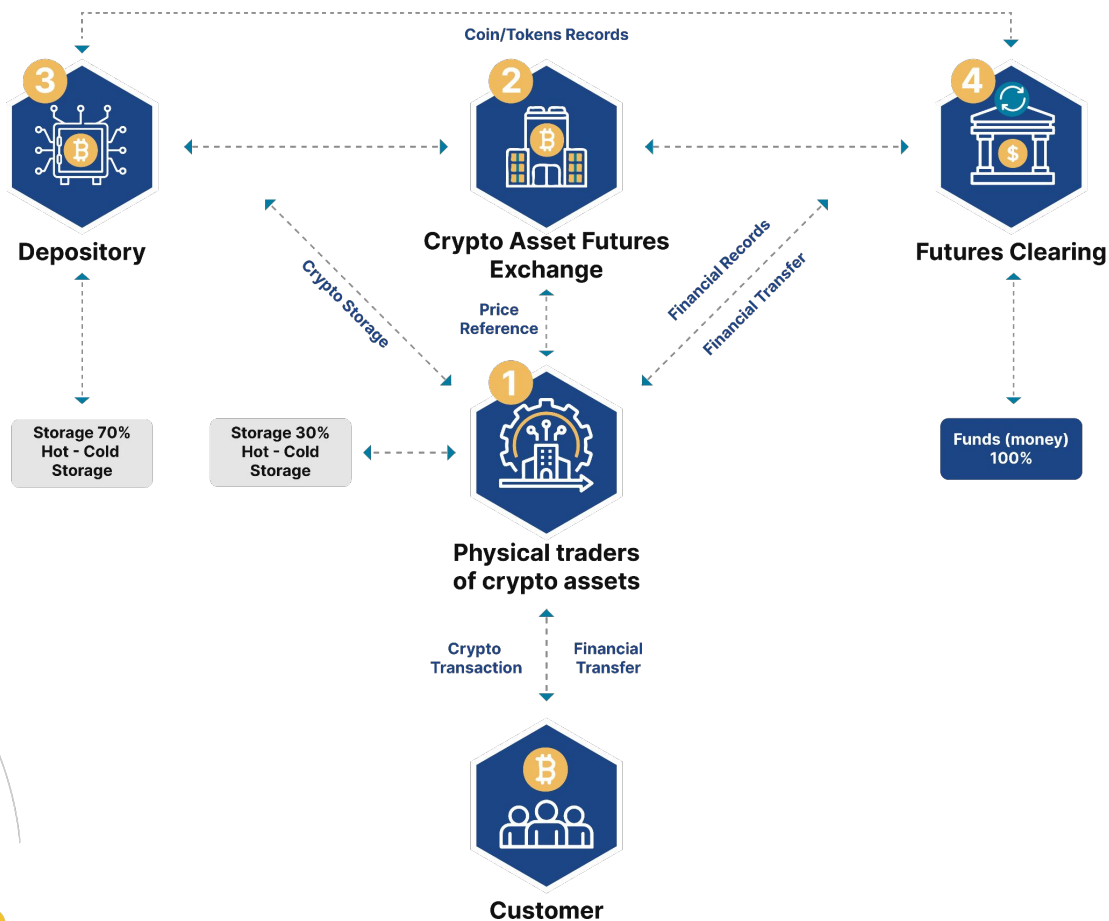 Coin/Tokens Records
3
2
4
Depository
Crypto Asset Futures
Exchange
Futures Clearing
Crypto Storage
Price
Reference
Financial Records
Financial Transfer
1
Storage 70%
Hot - Cold
Storage
Storage 30%
Hot - Cold
Storage
Funds (money)
100%
Physical traders
of crypto assets
Crypto
Transaction
Financial
Transfer
Customer